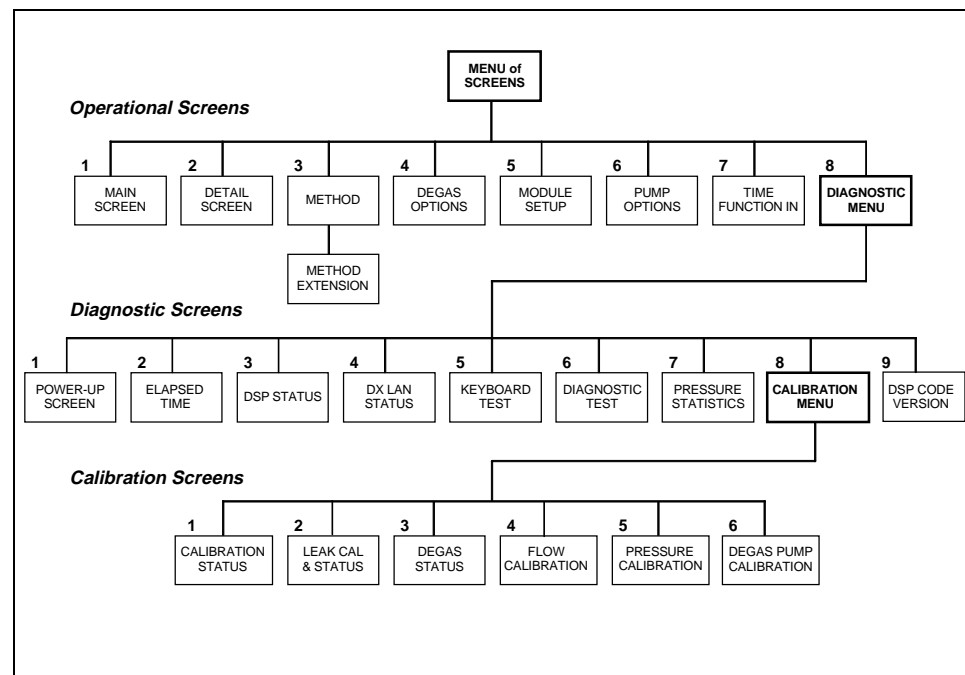 MENU of
SCREENS
Operational Screens
1 2 3 4 5 6 7 8
MAIN
SCREEN
DETAIL
SCREEN
METHOD
DEGAS
OPTIONS
MODULE
SETUP
PUMP
OPTIONS
TIME
FUNCTION IN
DIAGNOSTIC
MENU
METHOD
EXTENSION
Diagnostic Screens
1 2 3 4 5 6 7 8 9
POWER-UP
SCREEN
ELAPSED
TIME
DSP STATUS
DX LAN
STATUS
KEYBOARD
TEST
DIAGNOSTIC
TEST
PRESSURE
STATISTICS
CALIBRATION
MENU
DSP CODE
VERSION
Calibration Screens
1 2 3 4 5 6
CALIBRATION
STATUS
LEAK CAL
& STATUS
DEGAS
STATUS
FLOW
CALIBRATION
PRESSURE
CALIBRATION
DEGAS PUMP
CALIBRATION